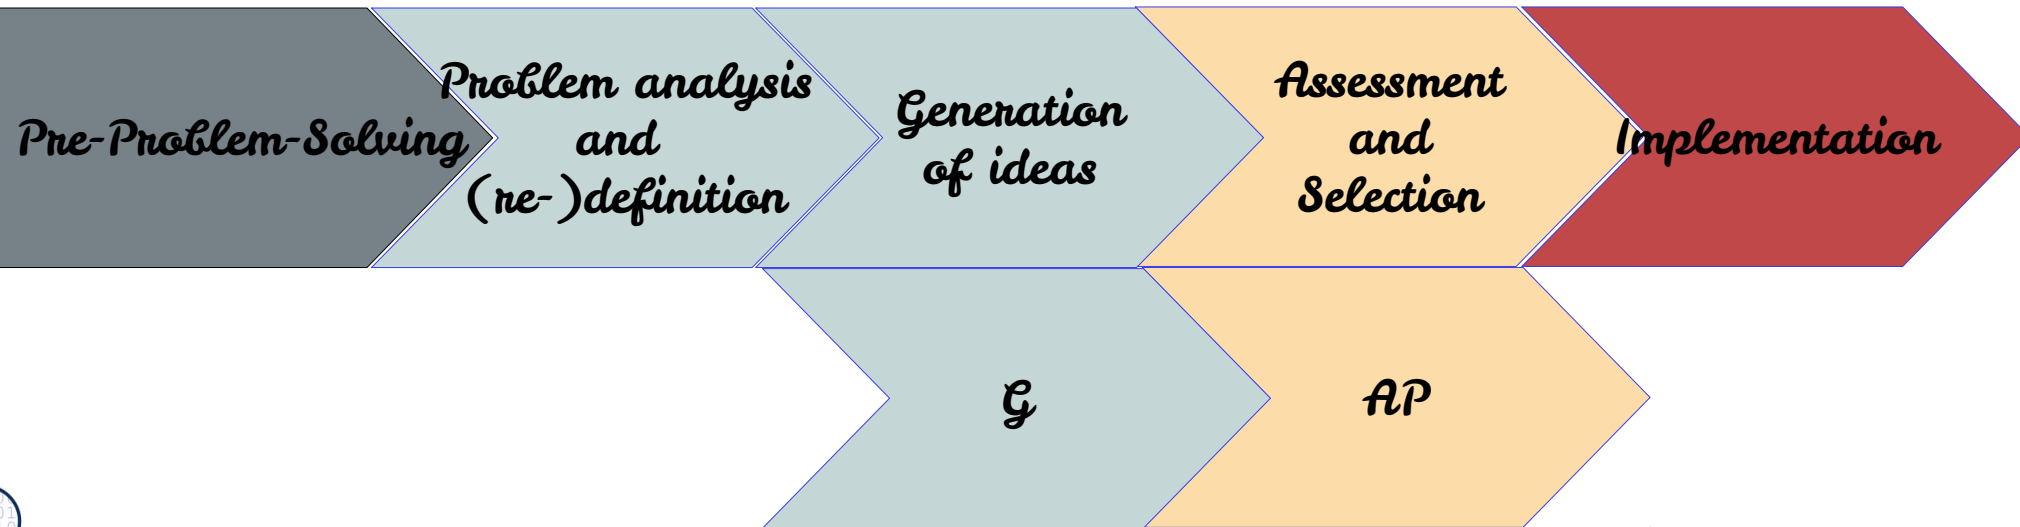 Pre-Problem-Solving
Problem analysis
and
(re-)definition
Generation
of ideas
Assessment
and
Selection
Implementation
G
AP